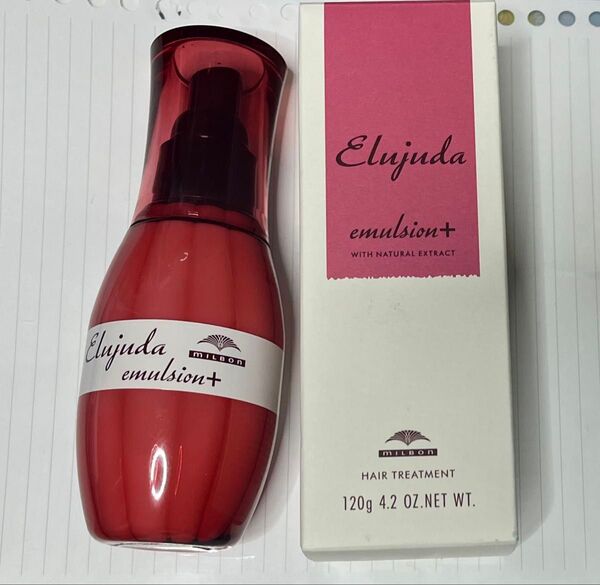 Elujuda
MILBON
emulsion+
Elujuda
emulsion+
WITH NATURAL EXTRACT
MILBON
HAIR TREATMENT
120g 4.2 OZ.NET WT.